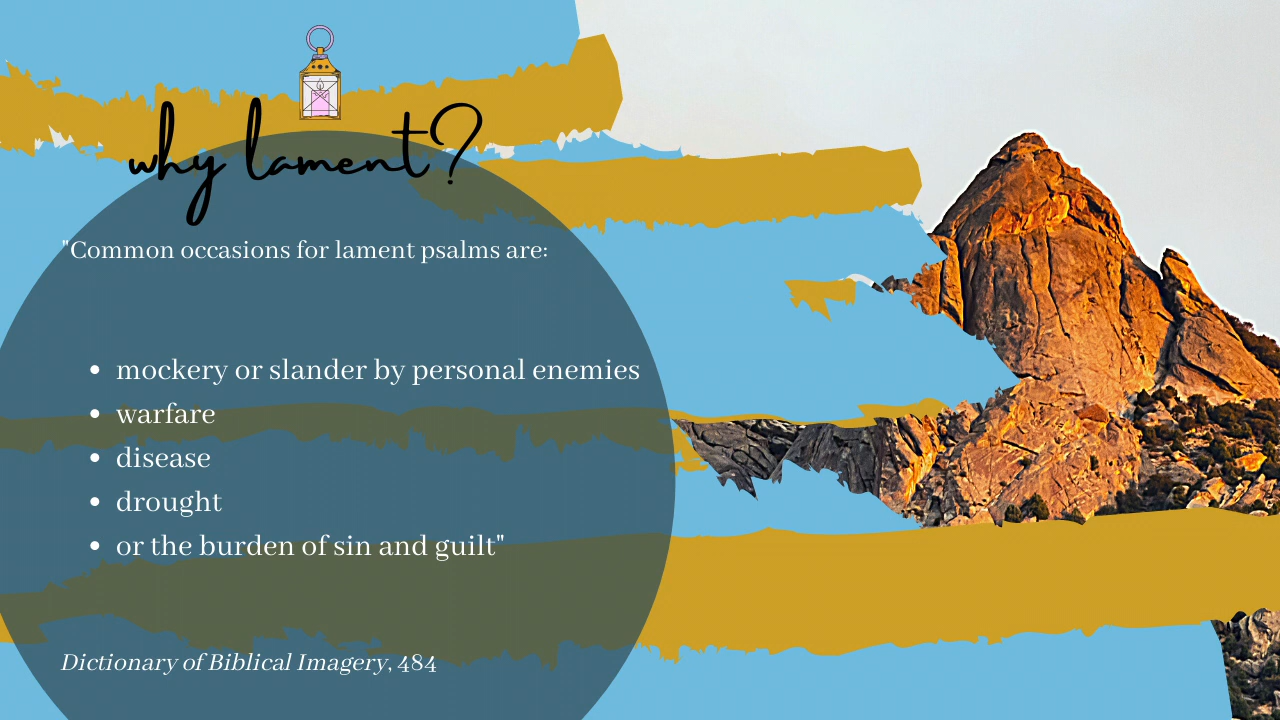 why lament?
"Common occasions for lament psalms are:
• mockery or slander by personal enemies
• warfare
• disease
• drought
• or the burden of sin and guilt"
Dictionary of Biblical Imagery, 484